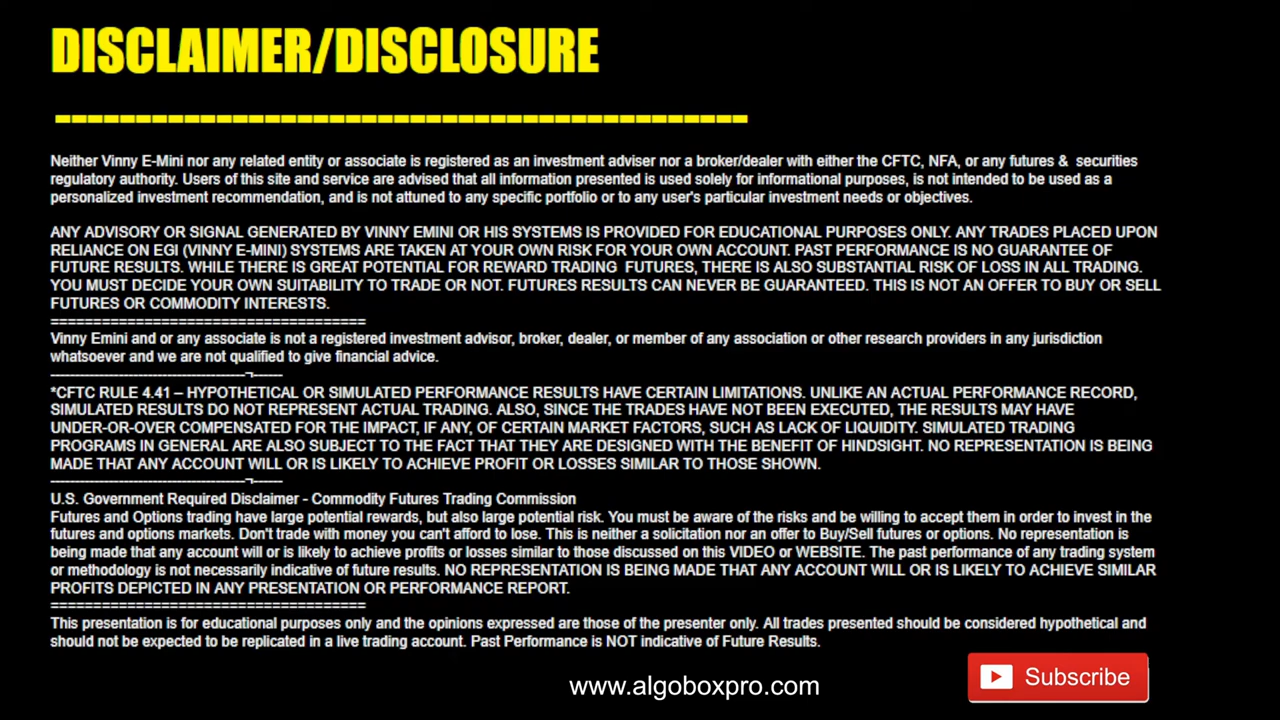 DISCLAIMER/DISCLOSURE
-------------------------------------------
Neither Vinny E-Mini nor any related entity or associate is registered as an investment adviser nor a broker/dealer with either the CFTC, NFA, or any futures & securities
regulatory authority. Users of this site and service are advised that all information presented is used solely for informational purposes, is not intended to be used as a
personalized investment recommendation, and is not attuned to any specific portfolio or to any user's particular investment needs or objectives.
ANY ADVISORY OR SIGNAL GENERATED BY VINNY EMINI OR HIS SYSTEMS IS PROVIDED FOR EDUCATIONAL PURPOSES ONLY. ANY TRADES PLACED UPON
RELIANCE ON EGI (VINNY E-MINI) SYSTEMS ARE TAKEN AT YOUR OWN RISK FOR YOUR OWN ACCOUNT. PAST PERFORMANCE IS NO GUARANTEE OF
FUTURE RESULTS. WHILE THERE IS GREAT POTENTIAL FOR REWARD TRADING FUTURES, THERE IS ALSO SUBSTANTIAL RISK OF LOSS IN ALL TRADING.
YOU MUST DECIDE YOUR OWN SUITABILITY TO TRADE OR NOT. FUTURES RESULTS CAN NEVER BE GUARANTEED. THIS IS NOT AN OFFER TO BUY OR SELL
FUTURES OR COMMODITY INTERESTS.
=====================================
Vinny Emini and or any associate is not a registered investment advisor, broker, dealer, or member of any association or other research providers in any jurisdiction
whatsoever and we are not qualified to give financial advice.
----------------------------------------¬------
*CFTC RULE 4.41 – HYPOTHETICAL OR SIMULATED PERFORMANCE RESULTS HAVE CERTAIN LIMITATIONS. UNLIKE AN ACTUAL PERFORMANCE RECORD,
SIMULATED RESULTS DO NOT REPRESENT ACTUAL TRADING. ALSO, SINCE THE TRADES HAVE NOT BEEN EXECUTED, THE RESULTS MAY HAVE
UNDER-OR-OVER COMPENSATED FOR THE IMPACT, IF ANY, OF CERTAIN MARKET FACTORS, SUCH AS LACK OF LIQUIDITY. SIMULATED TRADING
PROGRAMS IN GENERAL ARE ALSO SUBJECT TO THE FACT THAT THEY ARE DESIGNED WITH THE BENEFIT OF HINDSIGHT. NO REPRESENTATION IS BEING
MADE THAT ANY ACCOUNT WILL OR IS LIKELY TO ACHIEVE PROFIT OR LOSSES SIMILAR TO THOSE SHOWN.
----------------------------------------¬------
U.S. Government Required Disclaimer - Commodity Futures Trading Commission
Futures and Options trading have large potential rewards, but also large potential risk. You must be aware of the risks and be willing to accept them in order to invest in the
futures and options markets. Don't trade with money you can't afford to lose. This is neither a solicitation nor an offer to Buy/Sell futures or options. No representation is
being made that any account will or is likely to achieve profits or losses similar to those discussed on this VIDEO or WEBSITE. The past performance of any trading system
or methodology is not necessarily indicative of future results. NO REPRESENTATION IS BEING MADE THAT ANY ACCOUNT WILL OR IS LIKELY TO ACHIEVE SIMILAR
PROFITS DEPICTED IN ANY PRESENTATION OR PERFORMANCE REPORT.
=====================================
This presentation is for educational purposes only and the opinions expressed are those of the presenter only. All trades presented should be considered hypothetical and
should not be expected to be replicated in a live trading account. Past Performance is NOT indicative of Future Results.
www.algoboxpro.com
Subscribe